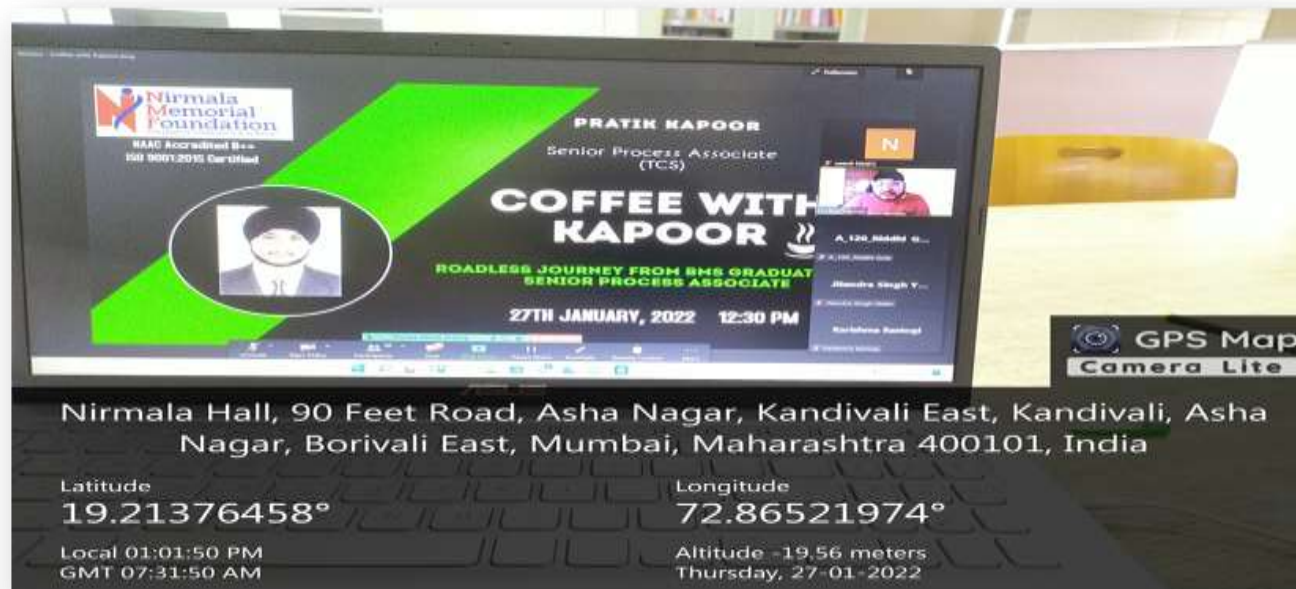 Nirmala
Memorial
Foundation
NAAC Accredited B++
ISO 9001:2015 Certified
PRATIK KAPOOR
Senior Process Associate
(TCS)
COFFEE WITH
KAPOOR
ROADLESS JOURNEY FROM BMS GRADUAT
SENIOR PROCESS ASSOCIATE
27TH JANUARY, 2022 12:30 PM
N
A_120_Riddhi G...
Jitendra Singh Y...
ASUS
GPS Map
Camera Lite
Nirmala Hall, 90 Feet Road, Asha Nagar, Kandivali East, Kandivali, Asha
Nagar, Borivali East, Mumbai, Maharashtra 400101, India
Latitude
19.21376458°
Longitude
72.86521974°
Local 01:01:50 PM
GMT 07:31:50 AM
Altitude -19.56 meters
Thursday, 27-01-2022